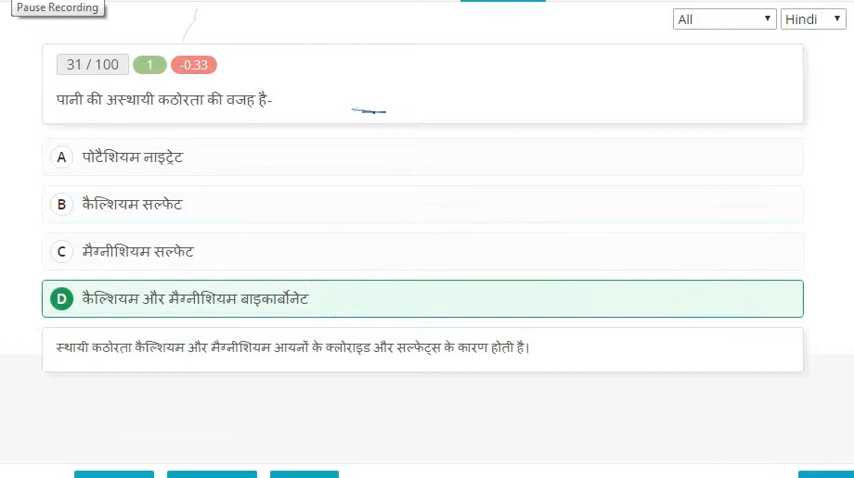 Pause Recording
All Hindi
31 / 100 1 -0.33
पानी की अस्थायी कठोरता की वजह है-
A पोटैशियम नाइट्रेट
B कैल्शियम सल्फेट
C मैग्नीशियम सल्फेट
D कैल्शियम और मैग्नीशियम बाइकार्बोनेट
स्थायी कठोरता कैल्शियम और मैग्नीशियम आयनों के क्लोराइड और सल्फेट्स के कारण होती है।